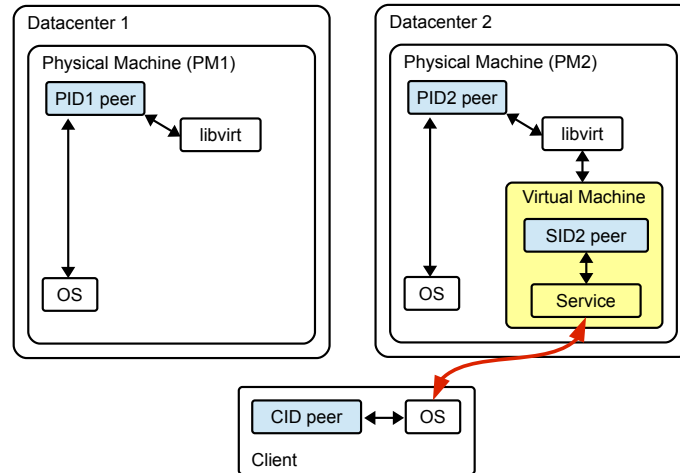 Datacenter 1
Physical Machine (PM1)
PID1 peer
libvirt
OS
Datacenter 2
Physical Machine (PM2)
PID2 peer
libvirt
Virtual Machine
SID2 peer
OS
Service
CID peer
OS
Client